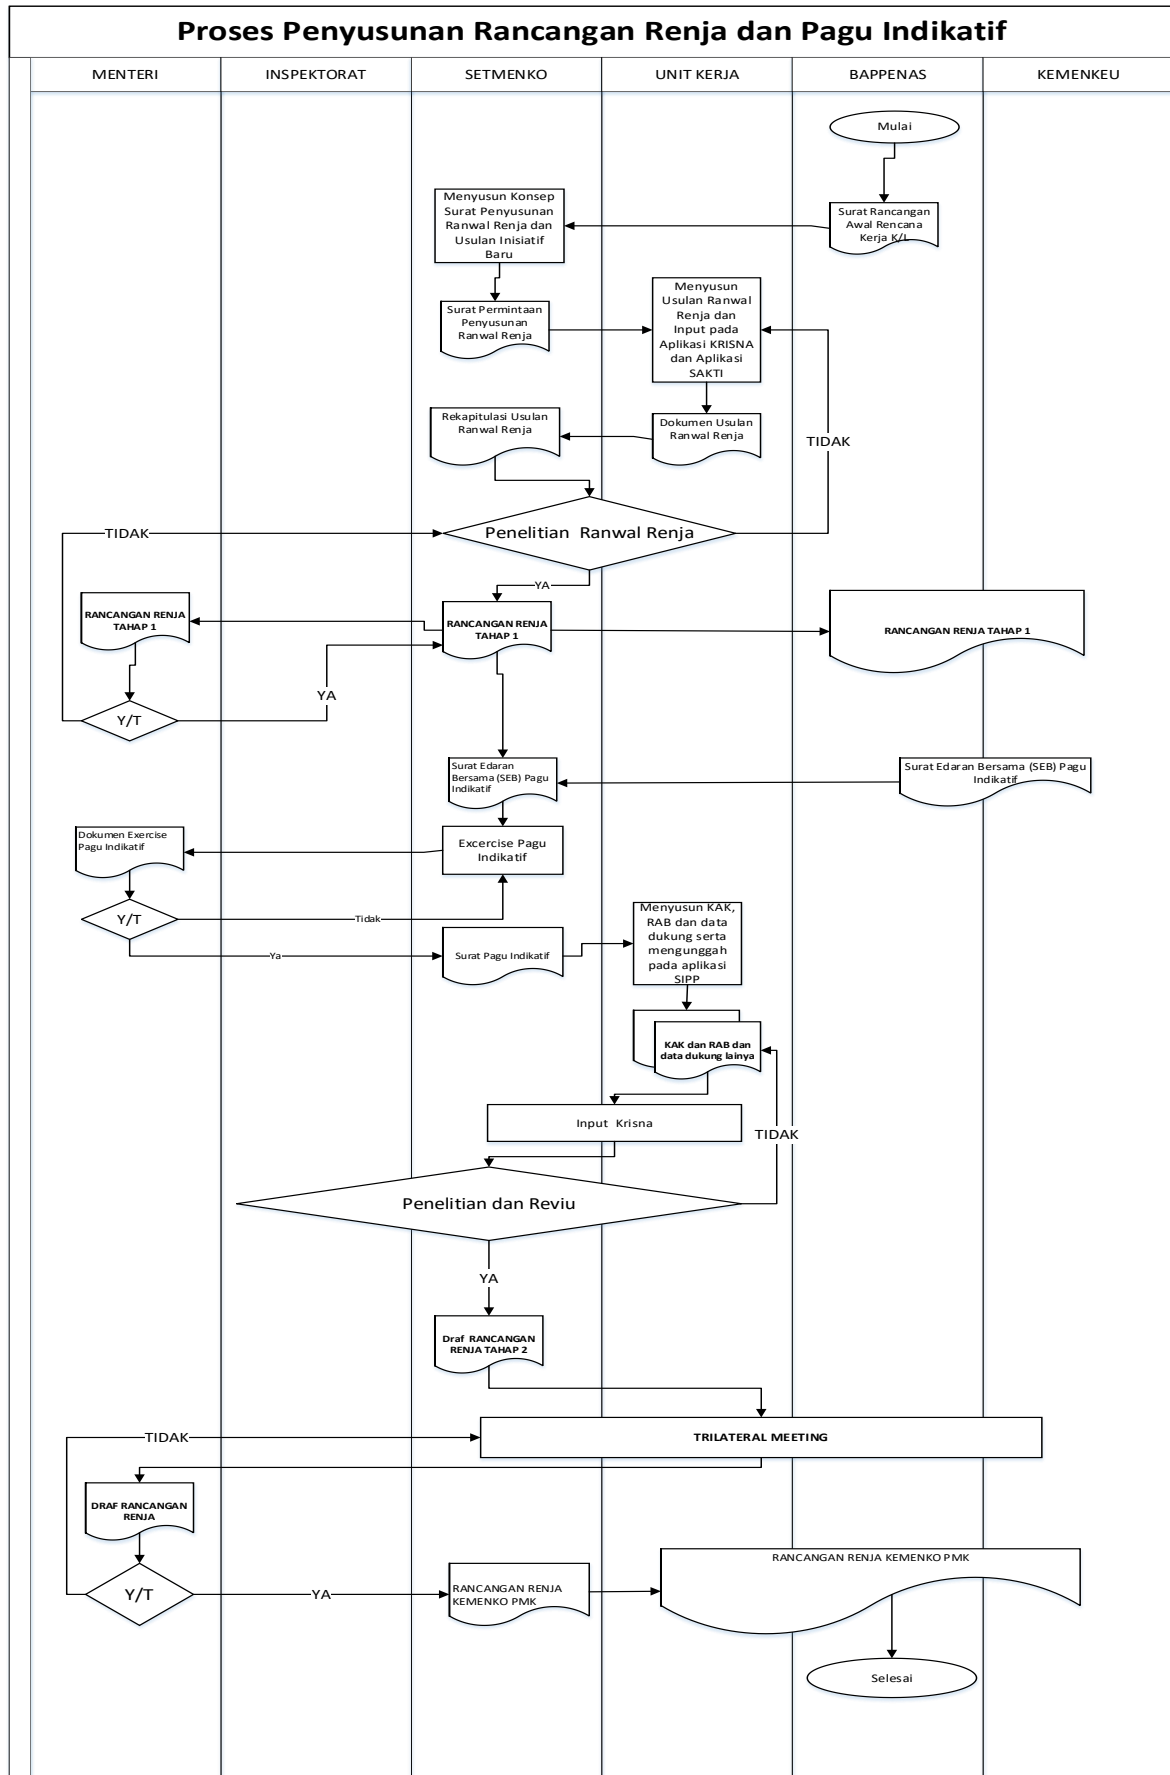 Proses Penyusunan Rancangan Renja dan Pagu Indikatif
MENTERI
INSPEKTORAT
SETMENKO
UNIT KERJA
BAPPENAS
KEMENKEU
Mulai
Surat Rancangan
Awal Rencana
Kerja K/L
Menyusun Konsep
Surat Penyusunan
Ranwal Renja dan
Usulan Inisiatif
Baru
Surat Permintaan
Penyusunan
Ranwal Renja
Menyusun
Usulan Ranwal
Renja dan
Input pada
Aplikasi KRISNA
dan Aplikasi
SAKTI
Dokumen Usulan
Ranwal Renja
Rekapitulasi Usulan
Ranwal Renja
TIDAK
Penelitian Ranwal Renja
TIDAK
YA
RANCANGAN RENJA
TAHAP 1
RANCANGAN RENJA
TAHAP 1
RANCANGAN RENJA TAHAP 1
YA
Y/T
Surat Edaran
Bersama (SEB) Pagu
Indikatif
Surat Edaran Bersama (SEB) Pagu
Indikatif
Dokumen Exercise
Pagu Indikatif
Excercise Pagu
Indikatif
Y/T
Tidak
Ya
Surat Pagu Indikatif
Menyusun KAK,
RAB dan data
dukung serta
mengunggah
pada aplikasi
SIPP
KAK dan RAB dan
data dukung lainya
Input Krisna
TIDAK
Penelitian dan Reviu
YA
Draf RANCANGAN
RENJA TAHAP 2
TIDAK
TRILATERAL MEETING
DRAF RANCANGAN
RENJA
Y/T
YA
RANCANGAN RENJA
KEMENKO PMK
RANCANGAN RENJA KEMENKO PMK
Selesai